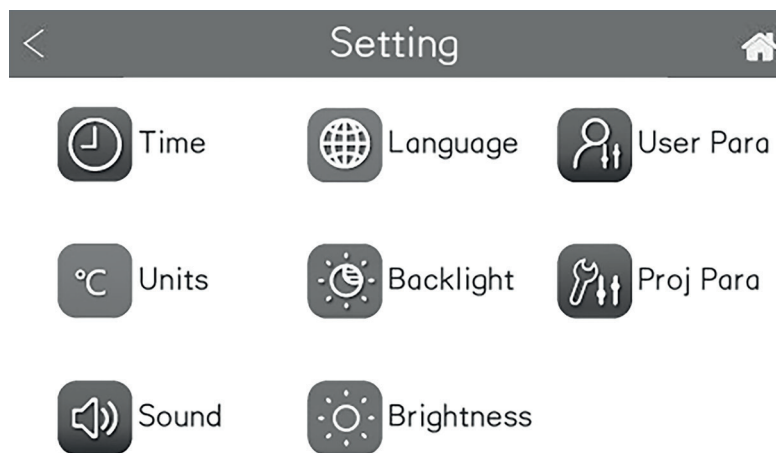 Setting
Time
Language
User Para
°C
Units
Backlight
Proj Para
Sound
Brightness